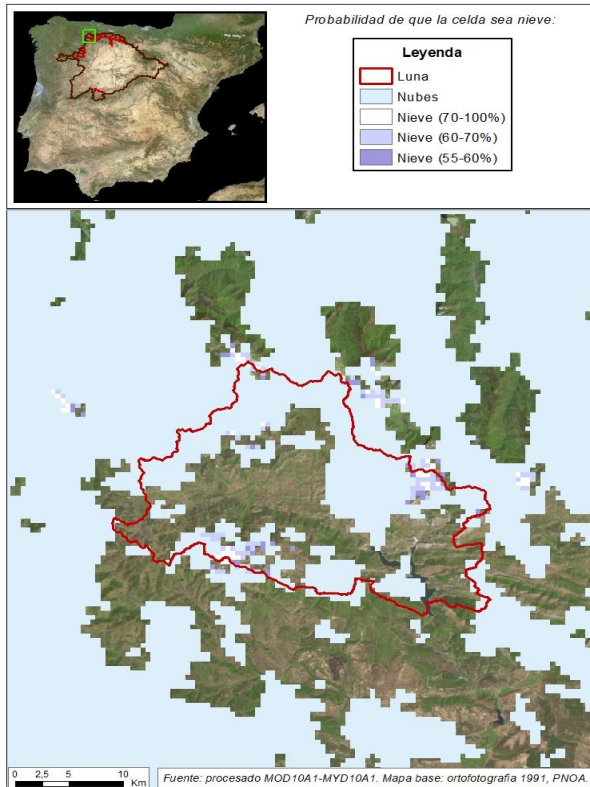 Probabilidad de que la celda sea nieve:
Leyenda
Luna
Nubes
Nieve (70-100%)
Nieve (60-70%)
Nieve (55-60%)
0 2,5 5 10
Km
Fuente: procesado MOD10A1-MYD10A1. Mapa base: ortofotografia 1991, PNOA.